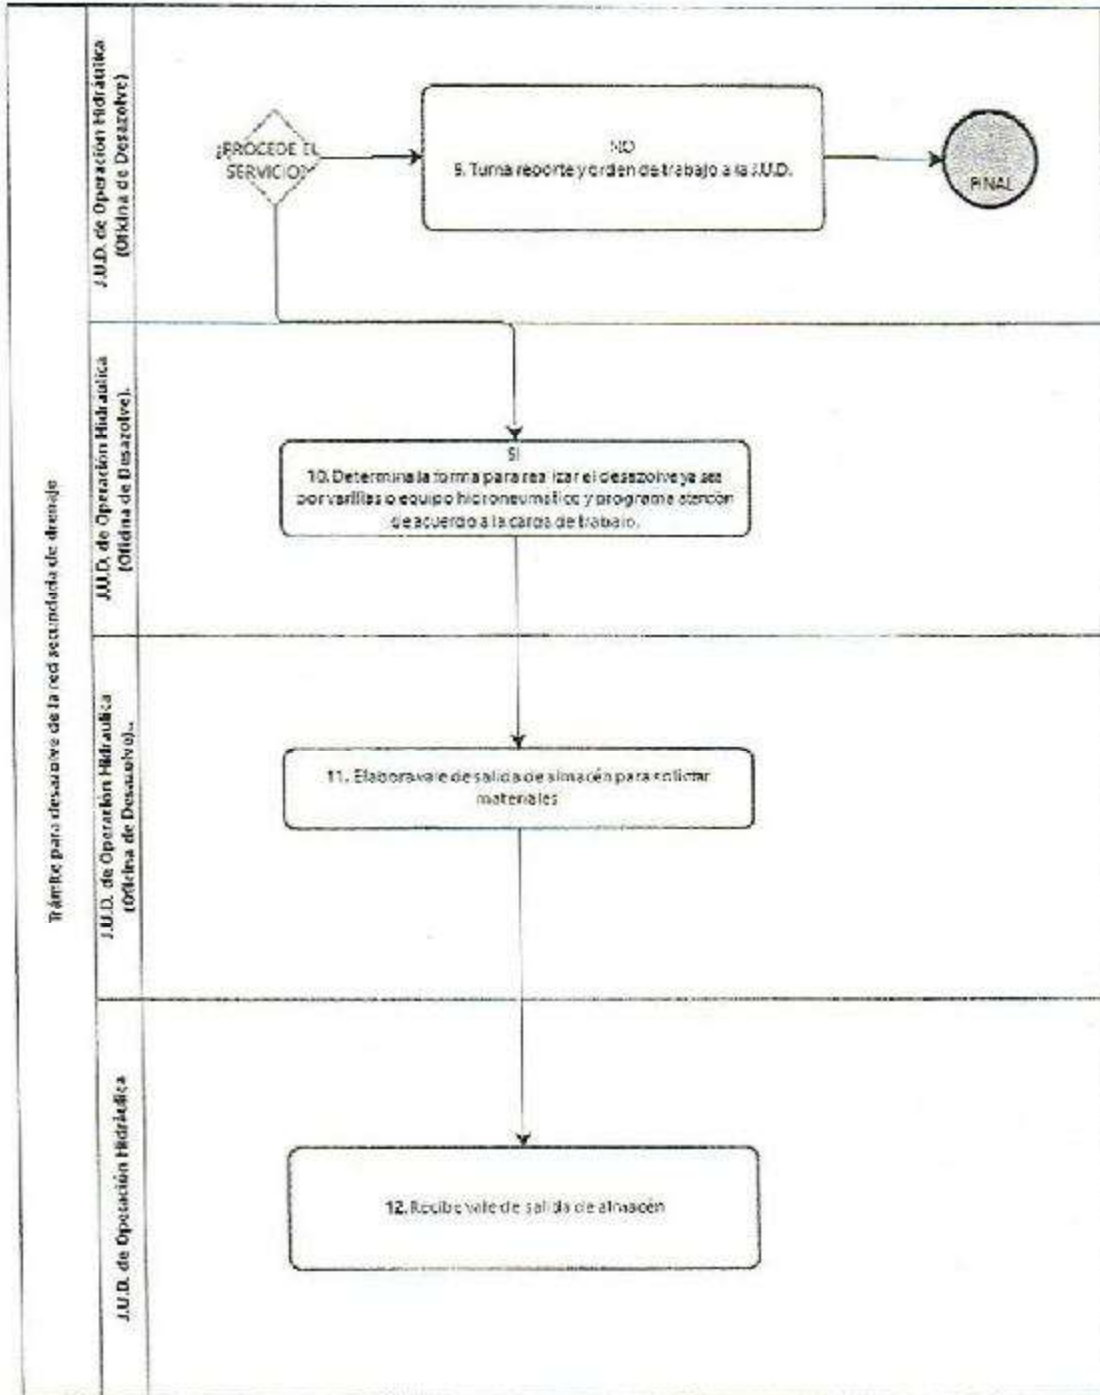 Trámite para desazolve de la red secundaria de drenaje
J.U.D. de Operación Hidráulica
(Oficina de Desazolve)
¿PROCEDE EL
SERVICIO?
NO
9. Turna reporte y orden de trabajo a la J.U.D.
FINAL
J.U.D. de Operación Hidráulica
(Oficina de Desazolve).
SI
10. Determina la forma para realizar el desazolve ya sea
por varillas o equipo hidroneumatico y programa atención
de acuerdo a la carga de trabajo.
J.U.D. de Operación Hidraulica
(Oficina de Desazolve)..
11. Elabora vale de salida de almacén para solicitar
materiales
J.U.D. de Operación Hidráulica
12. Recibe vale de salida de almacén